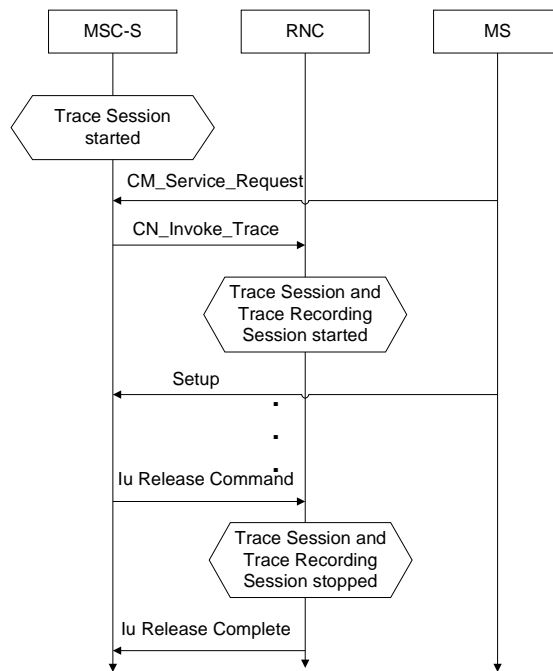 MSC-S
RNC
MS
Trace Session
started
CM_Service_Request
CN_Invoke_Trace
Trace Session and
Trace Recording
Session started
Setup
Iu Release Command
Trace Session and
Trace Recording
Session stopped
Iu Release Complete